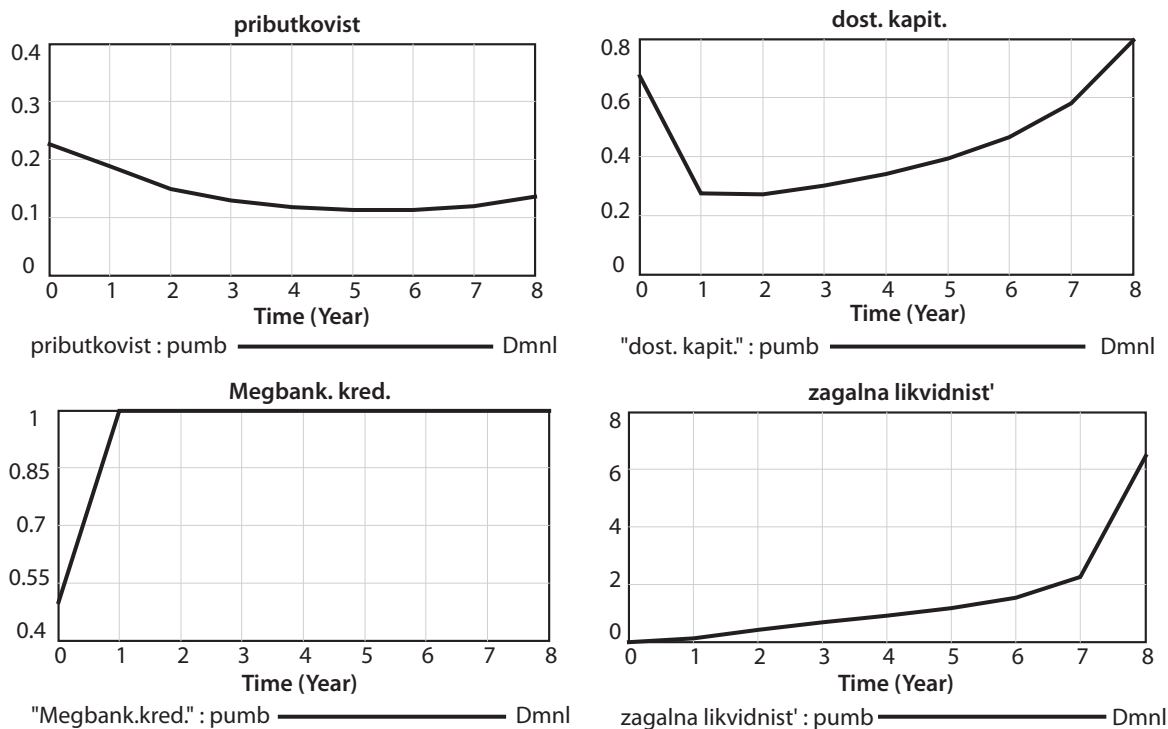 pributkovist
0.4
0.3
0.2
0.1
0
0 1 2 3 4 5 6 7 8
Time (Year)
pributkovist : pumb Dmnl
dost. kapit.
0.8
0.6
0.4
0.2
0
0 1 2 3 4 5 6 7 8
Time (Year)
"dost. kapit." : pumb Dmnl
Megbank. kred.
1
0.85
0.7
0.55
0.4
0 1 2 3 4 5 6 7 8
Time (Year)
"Megbank.kred." : pumb Dmnl
zagalna likvidnist'
8
6
4
2
0
0 1 2 3 4 5 6 7 8
Time (Year)
zagalna likvidnist' : pumb Dmnl